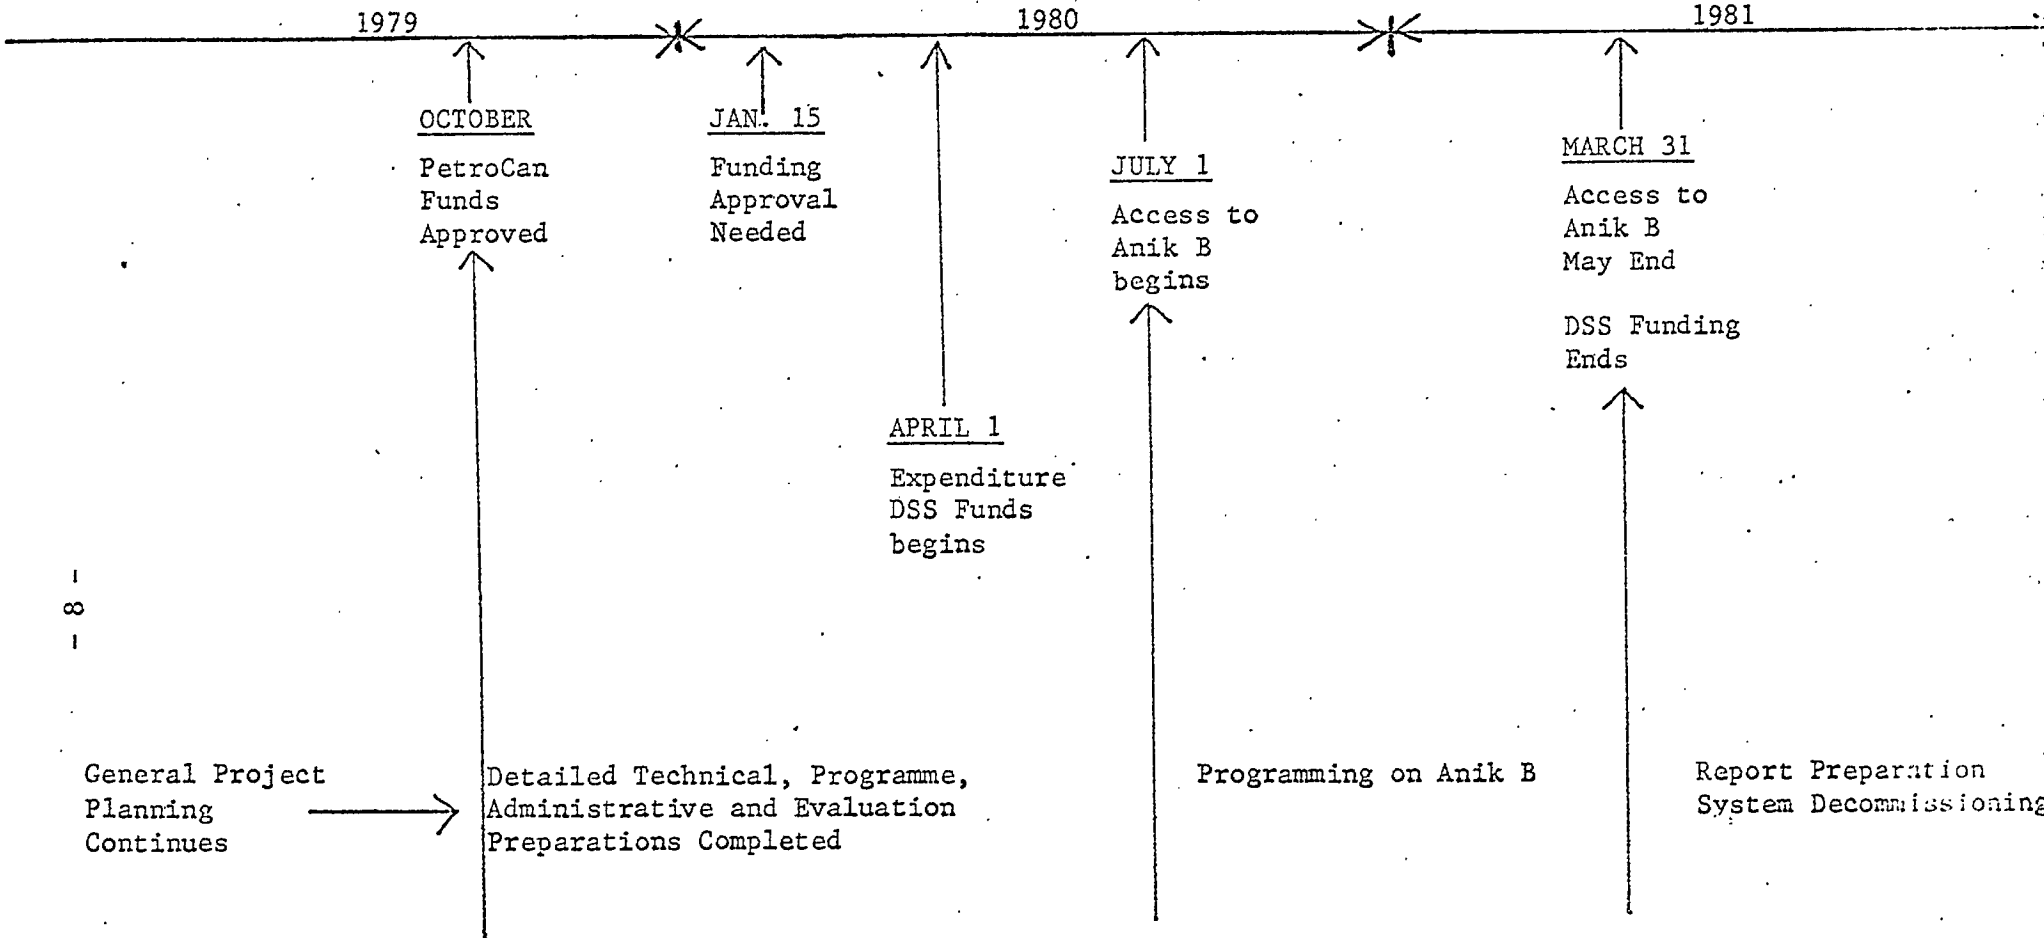 1979
1980
1981
OCTOBER
PetroCan
Funds
Approved
JAN. 15
Funding
Approval
Needed
APRIL 1
Expenditure
DSS Funds
begins
JULY 1
Access to
Anik B
begins
MARCH 31
Access to
Anik B
May End
DSS Funding
Ends
- 8 -
General Project
Planning
Continues
Detailed Technical, Programme,
Administrative and Evaluation
Preparations Completed
Programming on Anik B
Report Preparation
System Decommissioning